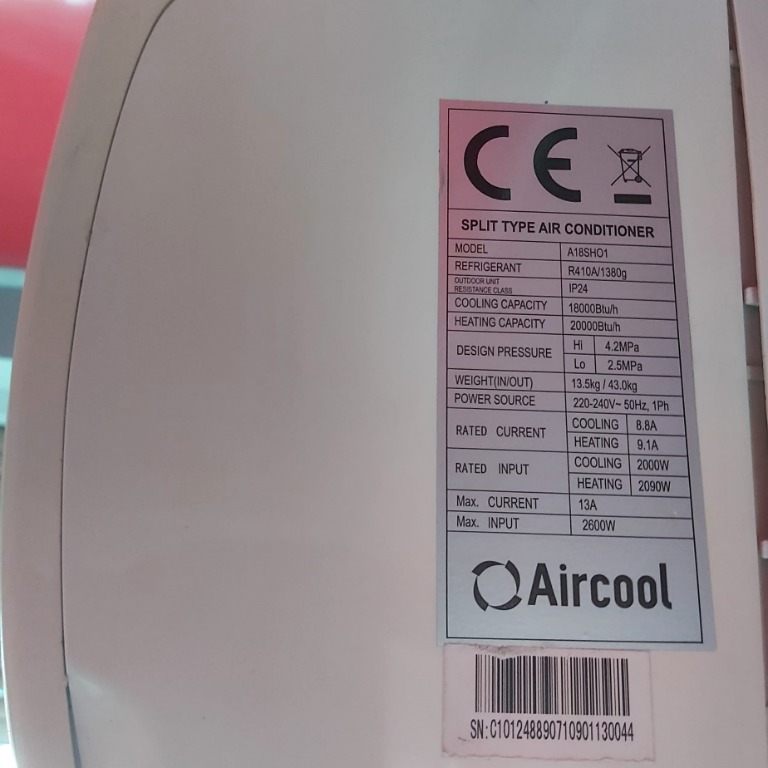 CE
SPLIT TYPE AIR CONDITIONER
MODEL A18SHO1
REFRIGERANT R410A/1380g
OUTDOOR UNIT RESISTANCE CLASS IP24
COOLING CAPACITY 18000Btu/h
HEATING CAPACITY 20000Btu/h
DESIGN PRESSURE Hi 4.2MPa
Lo 2.5MPa
WEIGHT(IN/OUT) 13.5kg / 43.0kg
POWER SOURCE 220-240V~ 50Hz, 1Ph
RATED CURRENT COOLING 8.8A
HEATING 9.1A
RATED INPUT COOLING 2000W
HEATING 2090W
Max. CURRENT 13A
Max. INPUT 2600W
Aircool
SN:C101248890710901130044